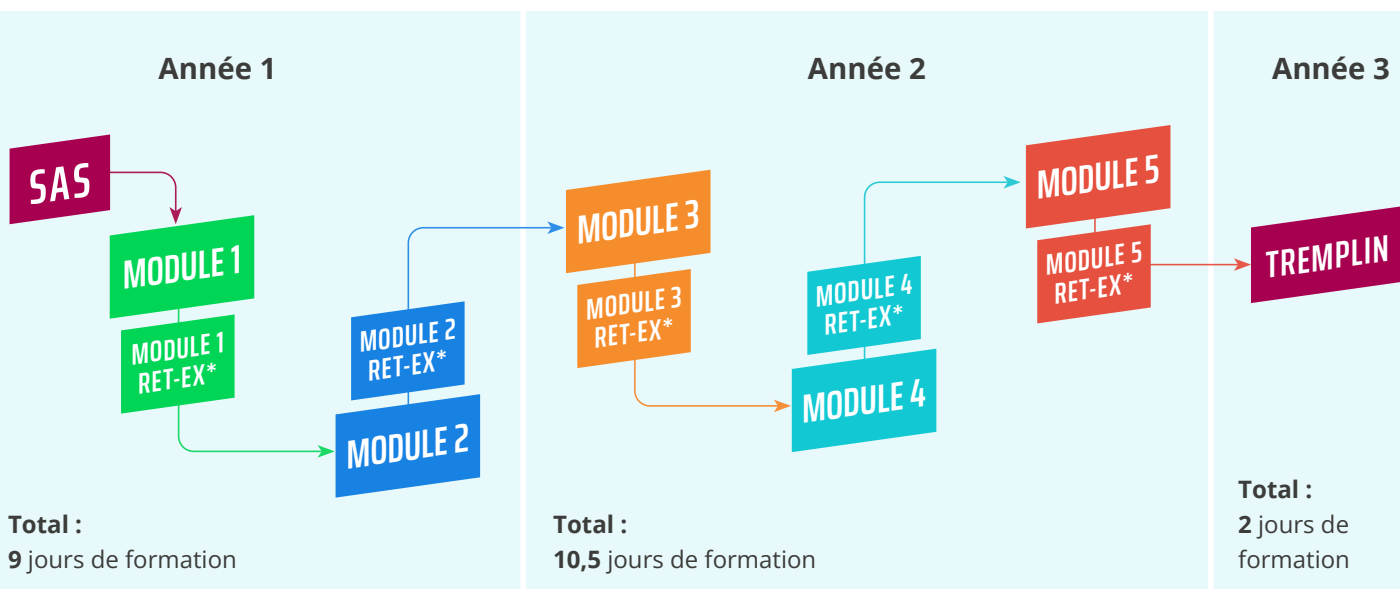 Année 1
SAS
MODULE 1
MODULE 1
RET-EX*
MODULE 2
RET-EX*
MODULE 2
Total :
9 jours de formation
Année 2
MODULE 3
MODULE 3
RET-EX*
MODULE 4
RET-EX*
MODULE 4
MODULE 5
MODULE 5
RET-EX*
Total :
10,5 jours de formation
Année 3
TREMPLIN
Total :
2 jours de
formation